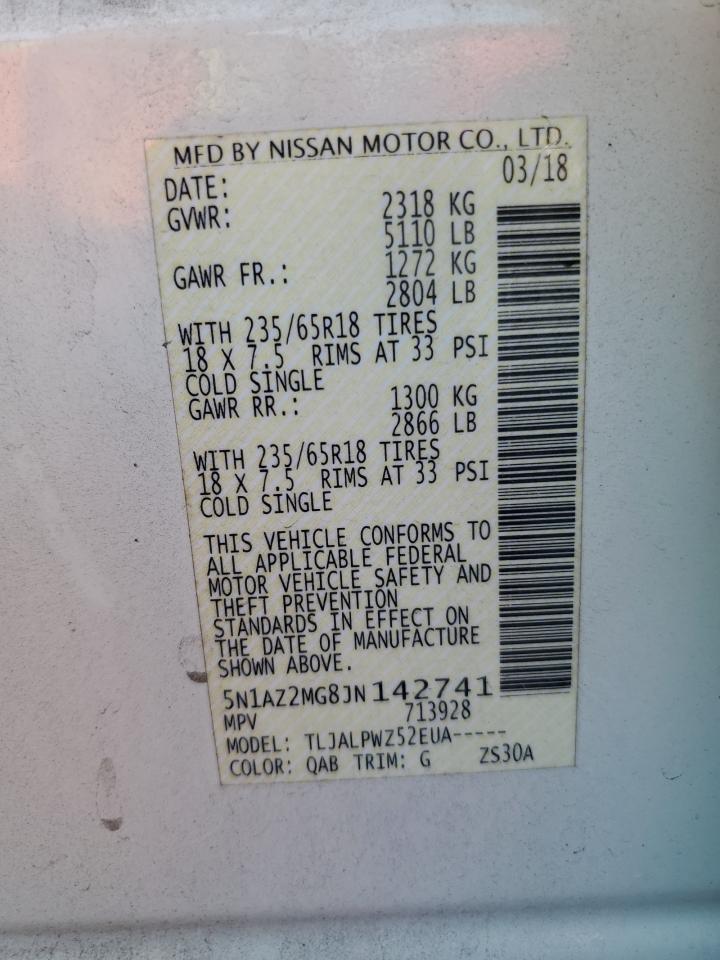 MFD BY NISSAN MOTOR CO., LTD.
DATE: 03/18
GVWR: 2318 KG
5110 LB
GAWR FR.: 1272 KG
2804 LB
WITH 235/65R18 TIRES
18 X 7.5 RIMS AT 33 PSI
COLD SINGLE
GAWR RR.: 1300 KG
2866 LB
WITH 235/65R18 TIRES
18 X 7.5 RIMS AT 33 PSI
COLD SINGLE
THIS VEHICLE CONFORMS TO
ALL APPLICABLE FEDERAL
MOTOR VEHICLE SAFETY AND
THEFT PREVENTION
STANDARDS IN EFFECT ON
THE DATE OF MANUFACTURE
SHOWN ABOVE.
5N1AZ2MG8JN142741
MPV 713928
MODEL: TLJALPWZ52EUA-----
COLOR: QAB TRIM: G ZS30A